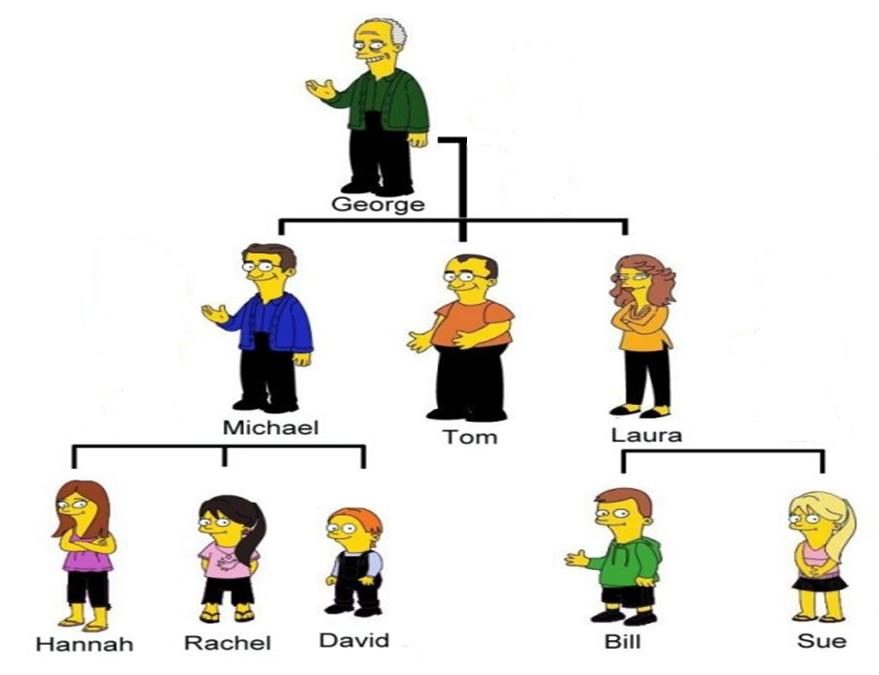 George
Michael
Tom
Laura
Hannah
Rachel
David
Bill
Sue